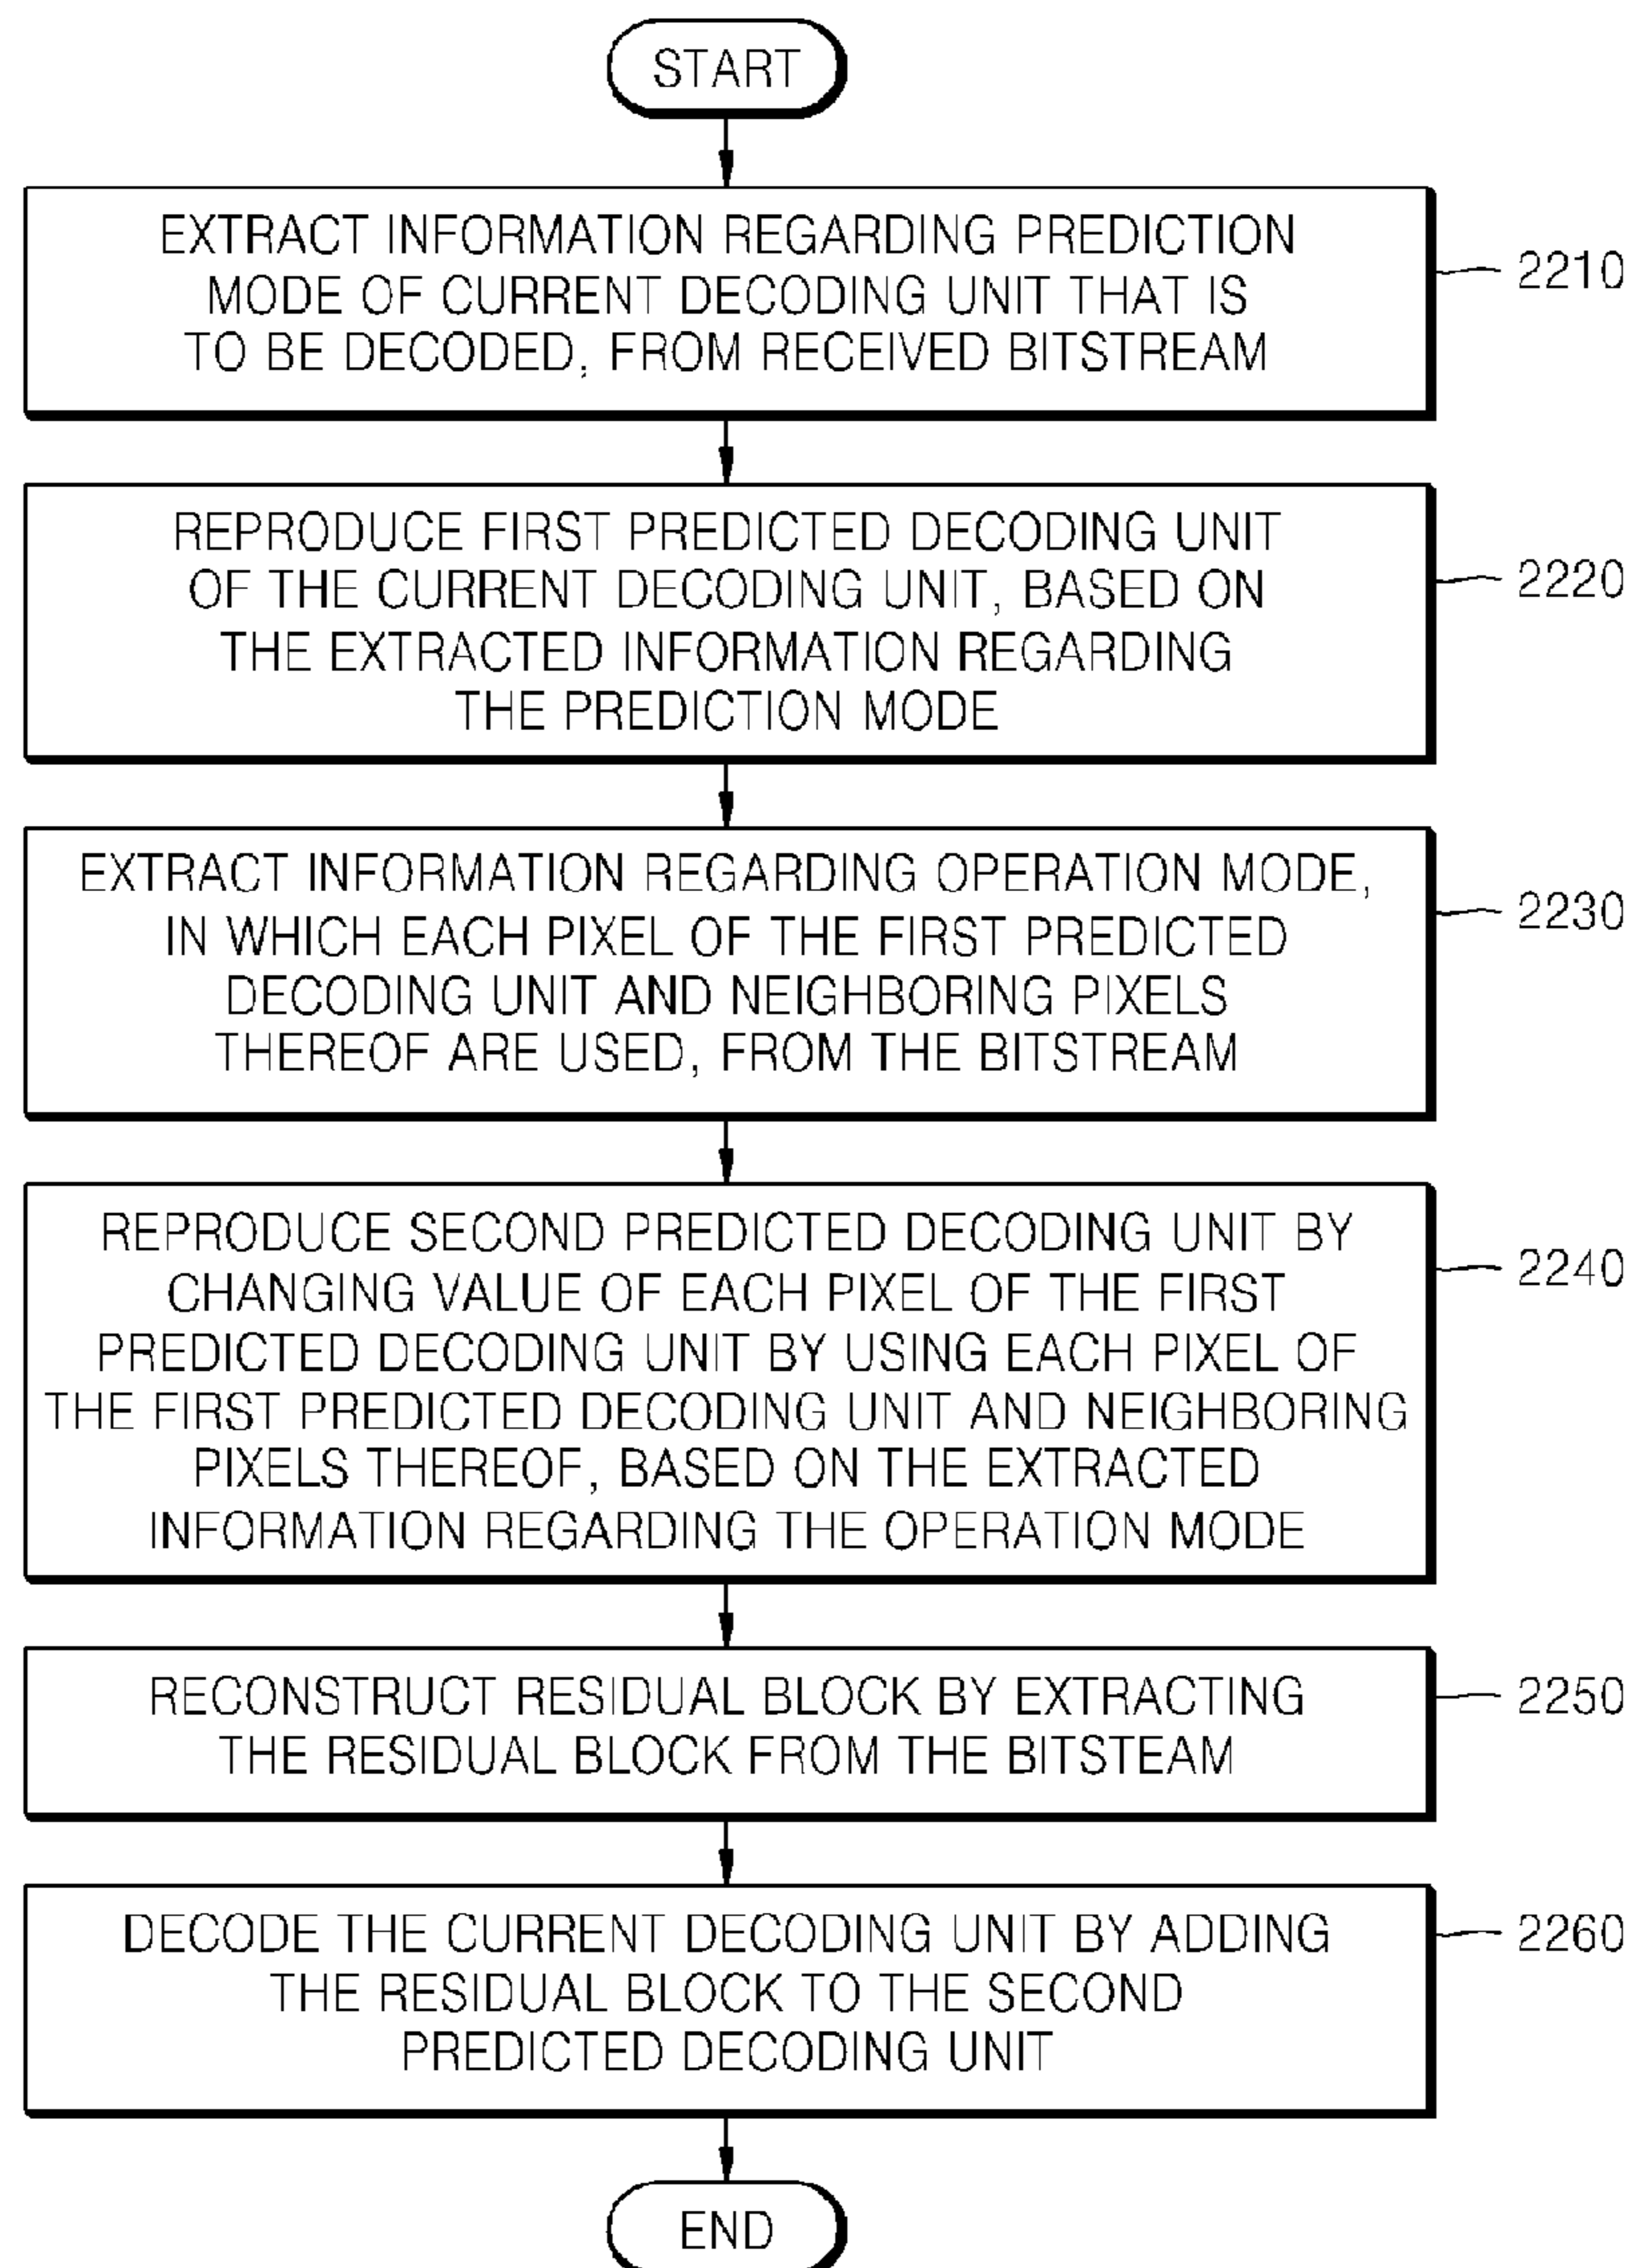 START
EXTRACT INFORMATION REGARDING PREDICTION
MODE OF CURRENT DECODING UNIT THAT IS
TO BE DECODED, FROM RECEIVED BITSTREAM
2210
REPRODUCE FIRST PREDICTED DECODING UNIT
OF THE CURRENT DECODING UNIT, BASED ON
THE EXTRACTED INFORMATION REGARDING
THE PREDICTION MODE
2220
EXTRACT INFORMATION REGARDING OPERATION MODE,
IN WHICH EACH PIXEL OF THE FIRST PREDICTED
DECODING UNIT AND NEIGHBORING PIXELS
THEREOF ARE USED, FROM THE BITSTREAM
2230
REPRODUCE SECOND PREDICTED DECODING UNIT BY
CHANGING VALUE OF EACH PIXEL OF THE FIRST
PREDICTED DECODING UNIT BY USING EACH PIXEL OF
THE FIRST PREDICTED DECODING UNIT AND NEIGHBORING
PIXELS THEREOF, BASED ON THE EXTRACTED
INFORMATION REGARDING THE OPERATION MODE
2240
RECONSTRUCT RESIDUAL BLOCK BY EXTRACTING
THE RESIDUAL BLOCK FROM THE BITSTEAM
2250
DECODE THE CURRENT DECODING UNIT BY ADDING
THE RESIDUAL BLOCK TO THE SECOND
PREDICTED DECODING UNIT
2260
END